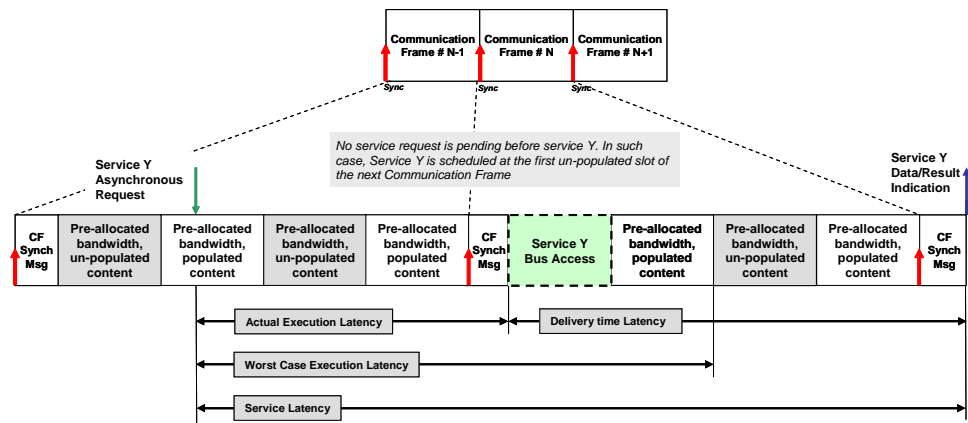 Communication
Frame # N-1
Communication
Frame # N
Communication
Frame # N+1
Sync
Sync
Sync
No service request is pending before service Y. In such
case, Service Y is scheduled at the first un-populated slot of
the next Communication Frame
Service Y
Asynchronous
Request
Service Y
Data/Result
Indication
CF
Synch
Msg
Pre-allocated
bandwidth,
un-populated
content
Pre-allocated
bandwidth,
populated
content
Pre-allocated
bandwidth,
un-populated
content
Pre-allocated
bandwidth,
populated
content
CF
Synch
Msg
Service Y
Bus Access
Pre-allocated
bandwidth,
populated
content
Pre-allocated
bandwidth,
un-populated
content
Pre-allocated
bandwidth,
populated
content
CF
Synch
Msg
Actual Execution Latency
Delivery time Latency
Worst Case Execution Latency
Service Latency